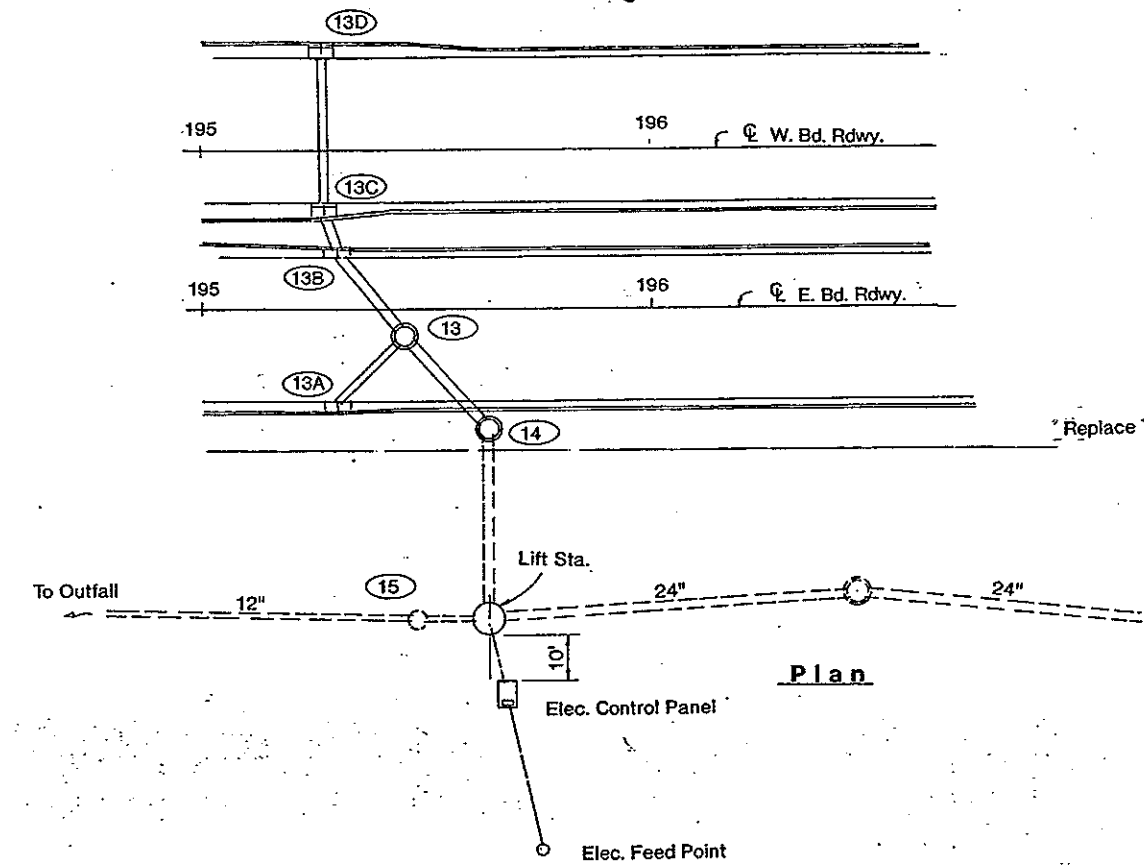 13D
195
196
℄ W. Bd. Rdwy.
13C
13B
195
196
℄ E. Bd. Rdwy.
13
13A
14
Replace
Lift Sta.
15
To Outfall
12"
24"
24"
10'
Plan
Elec. Control Panel
Elec. Feed Point